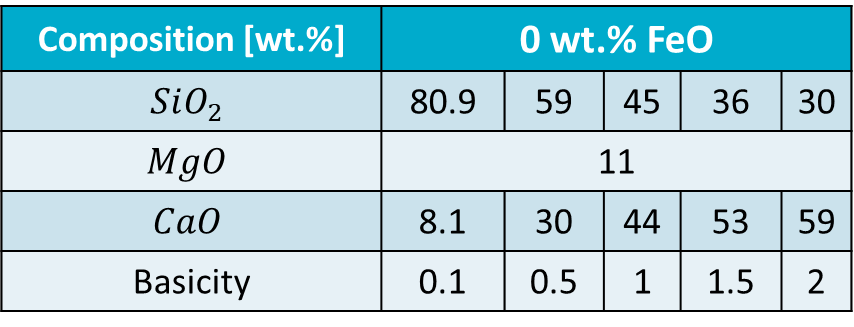 Composition [wt.%] 0 wt.% FeO
SiO₂ 80.9 59 45 36 30
MgO 11
CaO 8.1 30 44 53 59
Basicity 0.1 0.5 1 1.5 2